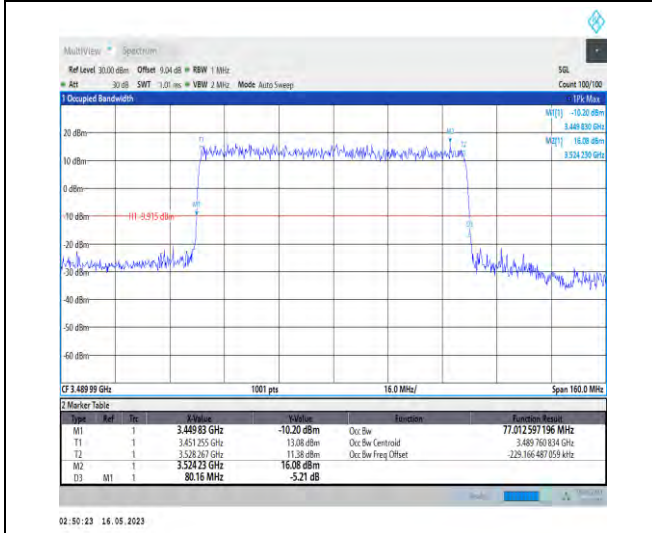 MultiView Spectrum
Ref Level 30.00 dBm Offset 9.04 dB RBW 1 MHz SGL
Att 30 dB SWT 1.01 ms VBW 2 MHz Mode Auto Sweep Count 100/100
1 Occupied Bandwidth 1Pk Max
M1[1] -10.20 dBm
3.449 830 GHz
M2[1] 16.08 dBm
3.524 230 GHz
20 dBm
10 dBm
0 dBm
-10 dBm
H1 -9.915 dBm
-20 dBm
-30 dBm
-40 dBm
-50 dBm
-60 dBm
T1
M2
T2
M1
D3
CF 3.489 99 GHz 1001 pts 16.0 MHz/ Span 160.0 MHz
2 Marker Table
Type Ref Trc X-Value Y-Value Function Function Result
M1 1 3.449 83 GHz -10.20 dBm Occ Bw 77.012 597 196 MHz
T1 1 3.451 255 GHz 13.08 dBm Occ Bw Centroid 3.489 760 834 GHz
T2 1 3.528 267 GHz 11.38 dBm Occ Bw Freq Offset -229.166 487 059 kHz
M2 1 3.524 23 GHz 16.08 dBm
D3 M1 1 80.16 MHz -5.21 dB
02:50:23 16.05.2023